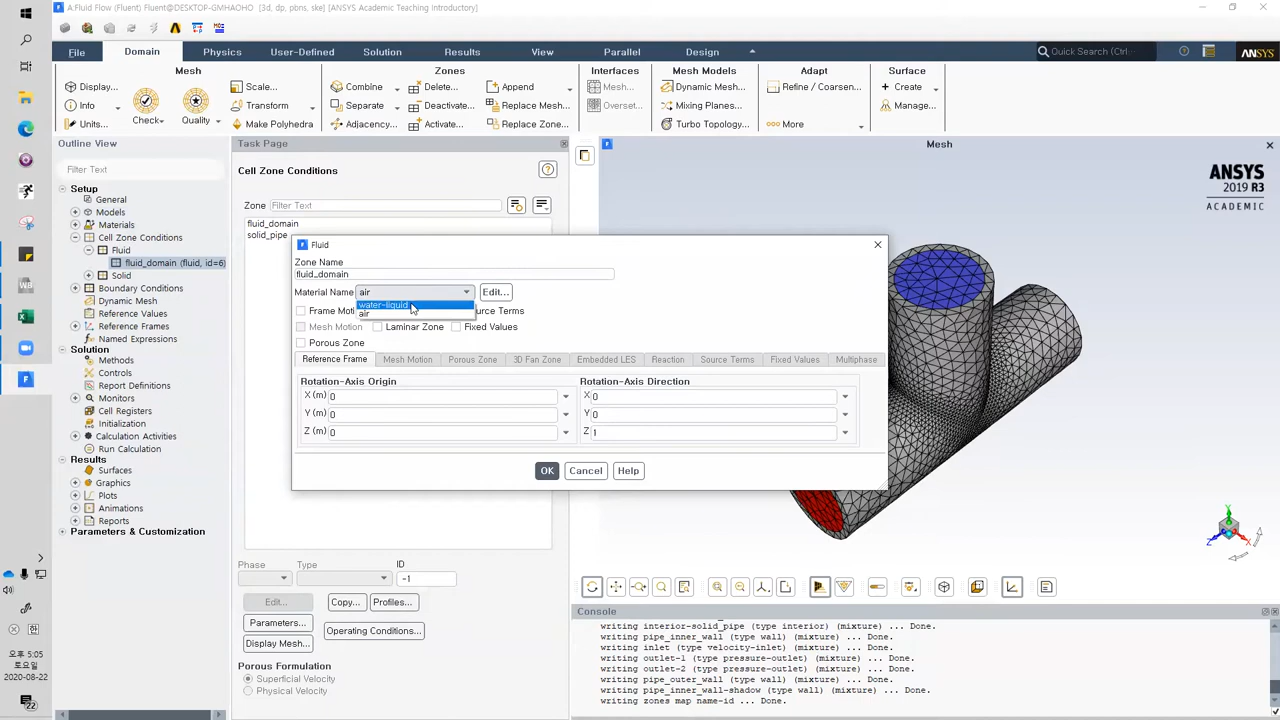 A:Fluid Flow (Fluent) Fluent@DESKTOP-GMHAOHO [3d, dp, pbns, ske] [ANSYS Academic Teaching Introductory]
File Domain Physics User-Defined Solution Results View Parallel Design Quick Search (Ctrl... ANSYS
Mesh Zones Interfaces Mesh Models Adapt Surface
Display... Scale... Combine Delete... Append Mesh... Dynamic Mesh... Refine / Coarsen... Create
Info Transform Separate Deactivate... Replace Mesh... Overset... Mixing Planes... Manage...
Units... Check Quality Make Polyhedra Adjacency... Activate... Replace Zone... Turbo Topology... More
Outline View
Filter Text
Setup
General
Models
Materials
Cell Zone Conditions
Fluid
fluid_domain (fluid, id=6)
Solid
Boundary Conditions
Dynamic Mesh
Reference Values
Reference Frames
Named Expressions
Solution
Methods
Controls
Report Definitions
Monitors
Cell Registers
Initialization
Calculation Activities
Run Calculation
Results
Surfaces
Graphics
Plots
Animations
Reports
Parameters & Customization
Task Page
Cell Zone Conditions
Zone Filter Text
fluid_domain
solid_pipe
Fluid
Zone Name
fluid_domain
Material Name air Edit...
water-liquid
air
Frame Moti urce Terms
Mesh Motion Laminar Zone Fixed Values
Porous Zone
Reference Frame Mesh Motion Porous Zone 3D Fan Zone Embedded LES Reaction Source Terms Fixed Values Multiphase
Rotation-Axis Origin Rotation-Axis Direction
X (m) 0 X 0
Y (m) 0 Y 0
Z (m) 0 Z 1
OK Cancel Help
Phase Type ID
-1
Edit... Copy... Profiles...
Parameters... Operating Conditions...
Display Mesh...
Porous Formulation
Superficial Velocity
Physical Velocity
Mesh
ANSYS
2019 R3
ACADEMIC
Y
Z X
Console
writing interior-solid_pipe (type interior) (mixture) ... Done.
writing pipe_inner_wall (type wall) (mixture) ... Done.
writing inlet (type velocity-inlet) (mixture) ... Done.
writing outlet-1 (type pressure-outlet) (mixture) ... Done.
writing outlet-2 (type pressure-outlet) (mixture) ... Done.
writing pipe_outer_wall (type wall) (mixture) ... Done.
writing pipe_inner_wall-shadow (type wall) (mixture) ... Done.
writing zones map name-id ... Done.
오후 5:05
토요일
2020-08-22
22